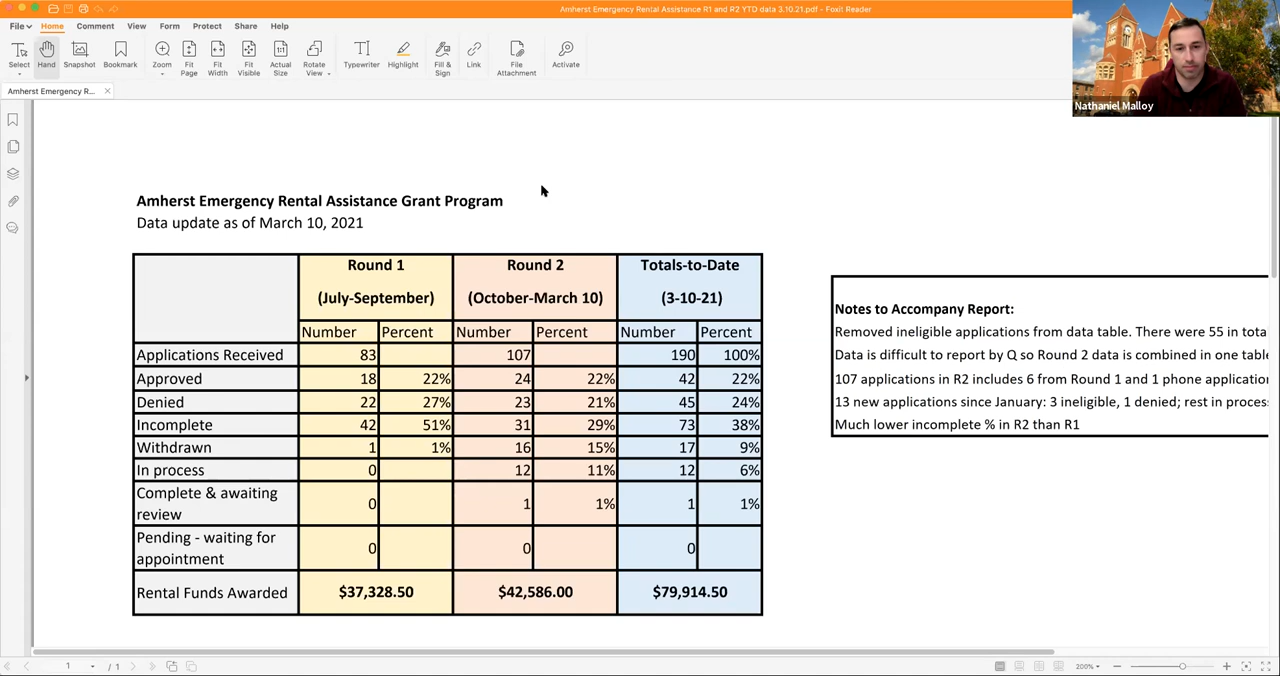 Amherst Emergency Rental Assistance R1 and R2 YTD data 3.10.21.pdf - Foxit Reader
File Home Comment View Form Protect Share Help
Select Hand Snapshot Bookmark Zoom Fit Page Fit Width Fit Visible Actual Size Rotate View Typewriter Highlight Fill & Sign Link File Attachment Activate
Nathaniel Malloy
Amherst Emergency R...
Amherst Emergency Rental Assistance Grant Program
Data update as of March 10, 2021
Round 1 Round 2 Totals-to-Date
(July-September) (October-March 10) (3-10-21)
Number Percent Number Percent Number Percent
Applications Received 83 107 190 100%
Approved 18 22% 24 22% 42 22%
Denied 22 27% 23 21% 45 24%
Incomplete 42 51% 31 29% 73 38%
Withdrawn 1 1% 16 15% 17 9%
In process 0 12 11% 12 6%
Complete & awaiting
review 0 1 1% 1 1%
Pending - waiting for
appointment 0 0 0
Rental Funds Awarded $37,328.50 $42,586.00 $79,914.50
Notes to Accompany Report:
Removed ineligible applications from data table. There were 55 in tota
Data is difficult to report by Q so Round 2 data is combined in one table
107 applications in R2 includes 6 from Round 1 and 1 phone application
13 new applications since January: 3 ineligible, 1 denied; rest in process
Much lower incomplete % in R2 than R1
1 / 1
200%